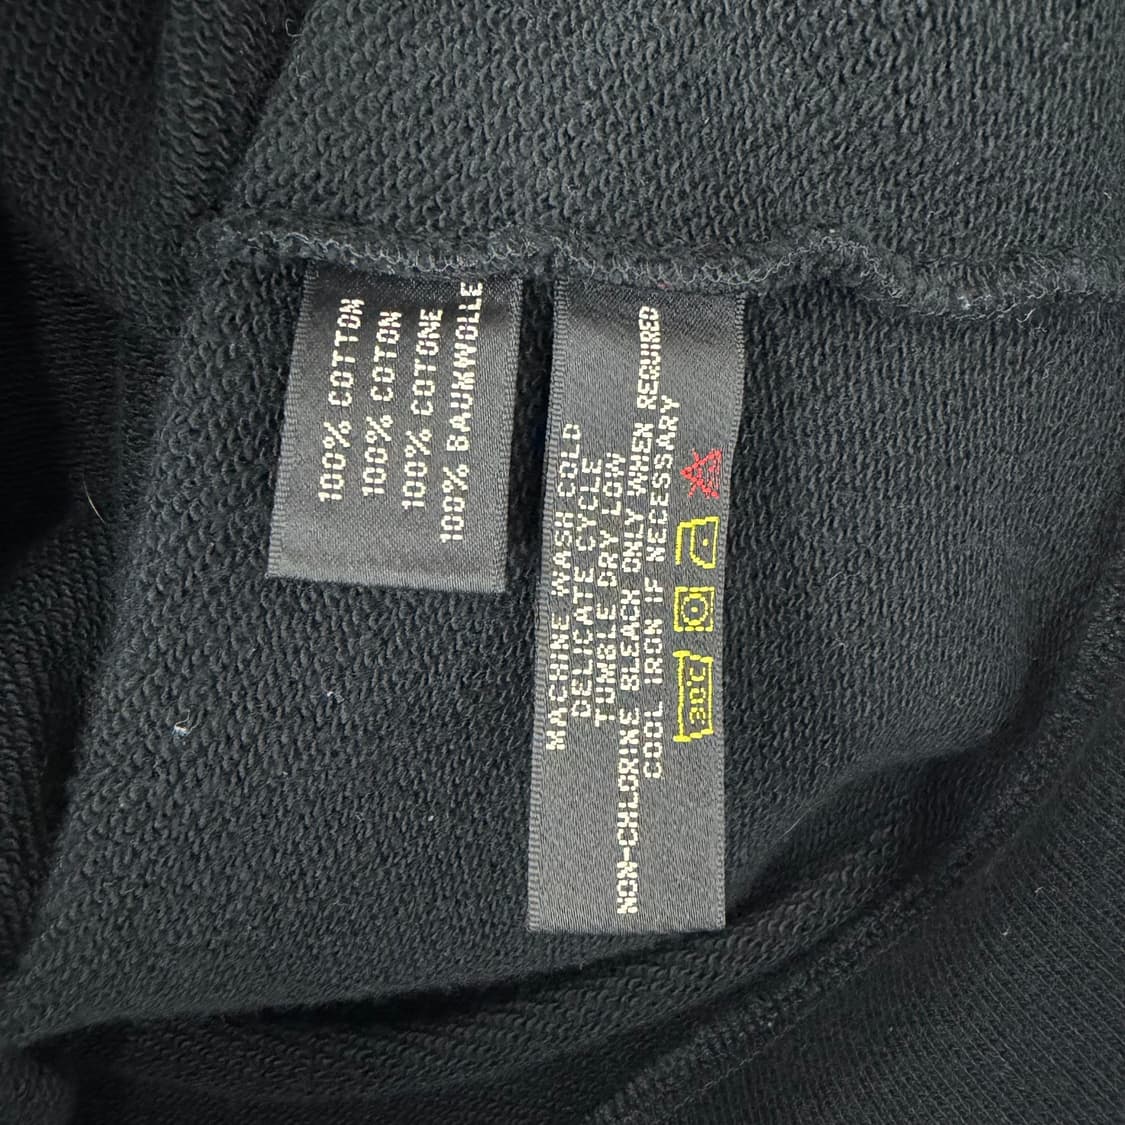 100% COTTON
100% COTON
100% COTONE
100% BAUMWOLLE
MACHINE WASH COLD
DELICATE CYCLE
TUMBLE DRY LOW
NON-CHLORINE BLEACH ONLY WHEN REQUIRED
COOL IRON IF NECESSARY
30°C